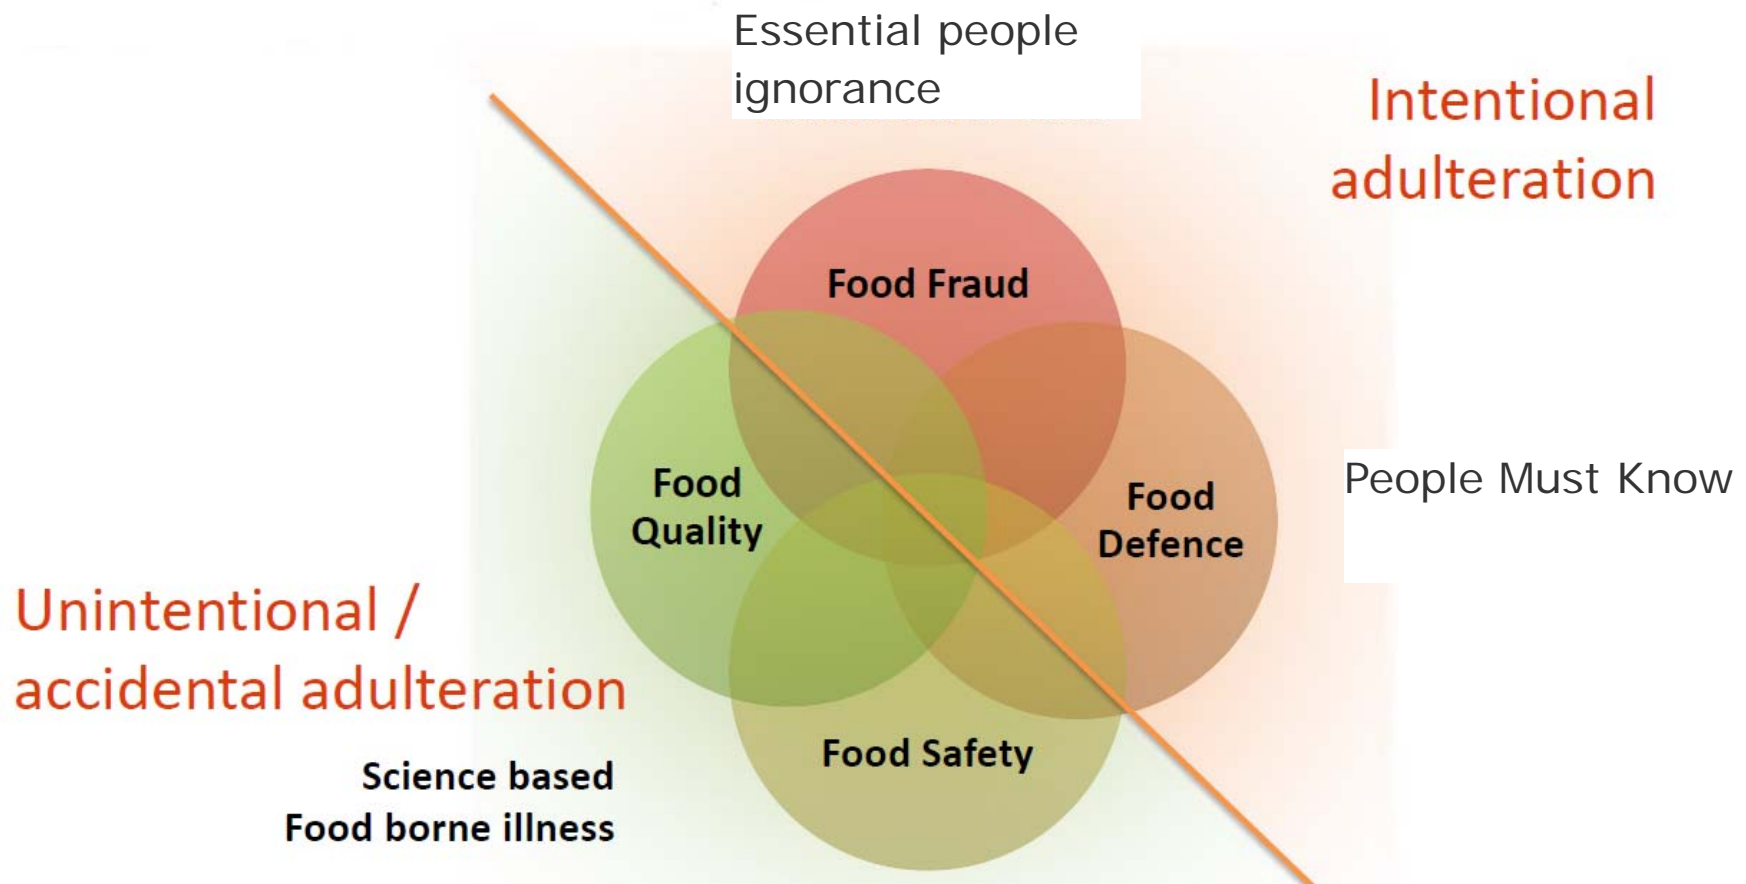 Essential people
ignorance
Intentional
adulteration
Food Fraud
Food
Quality
Food
Defence
People Must Know
Unintentional /
accidental adulteration
Food Safety
Science based
Food borne illness